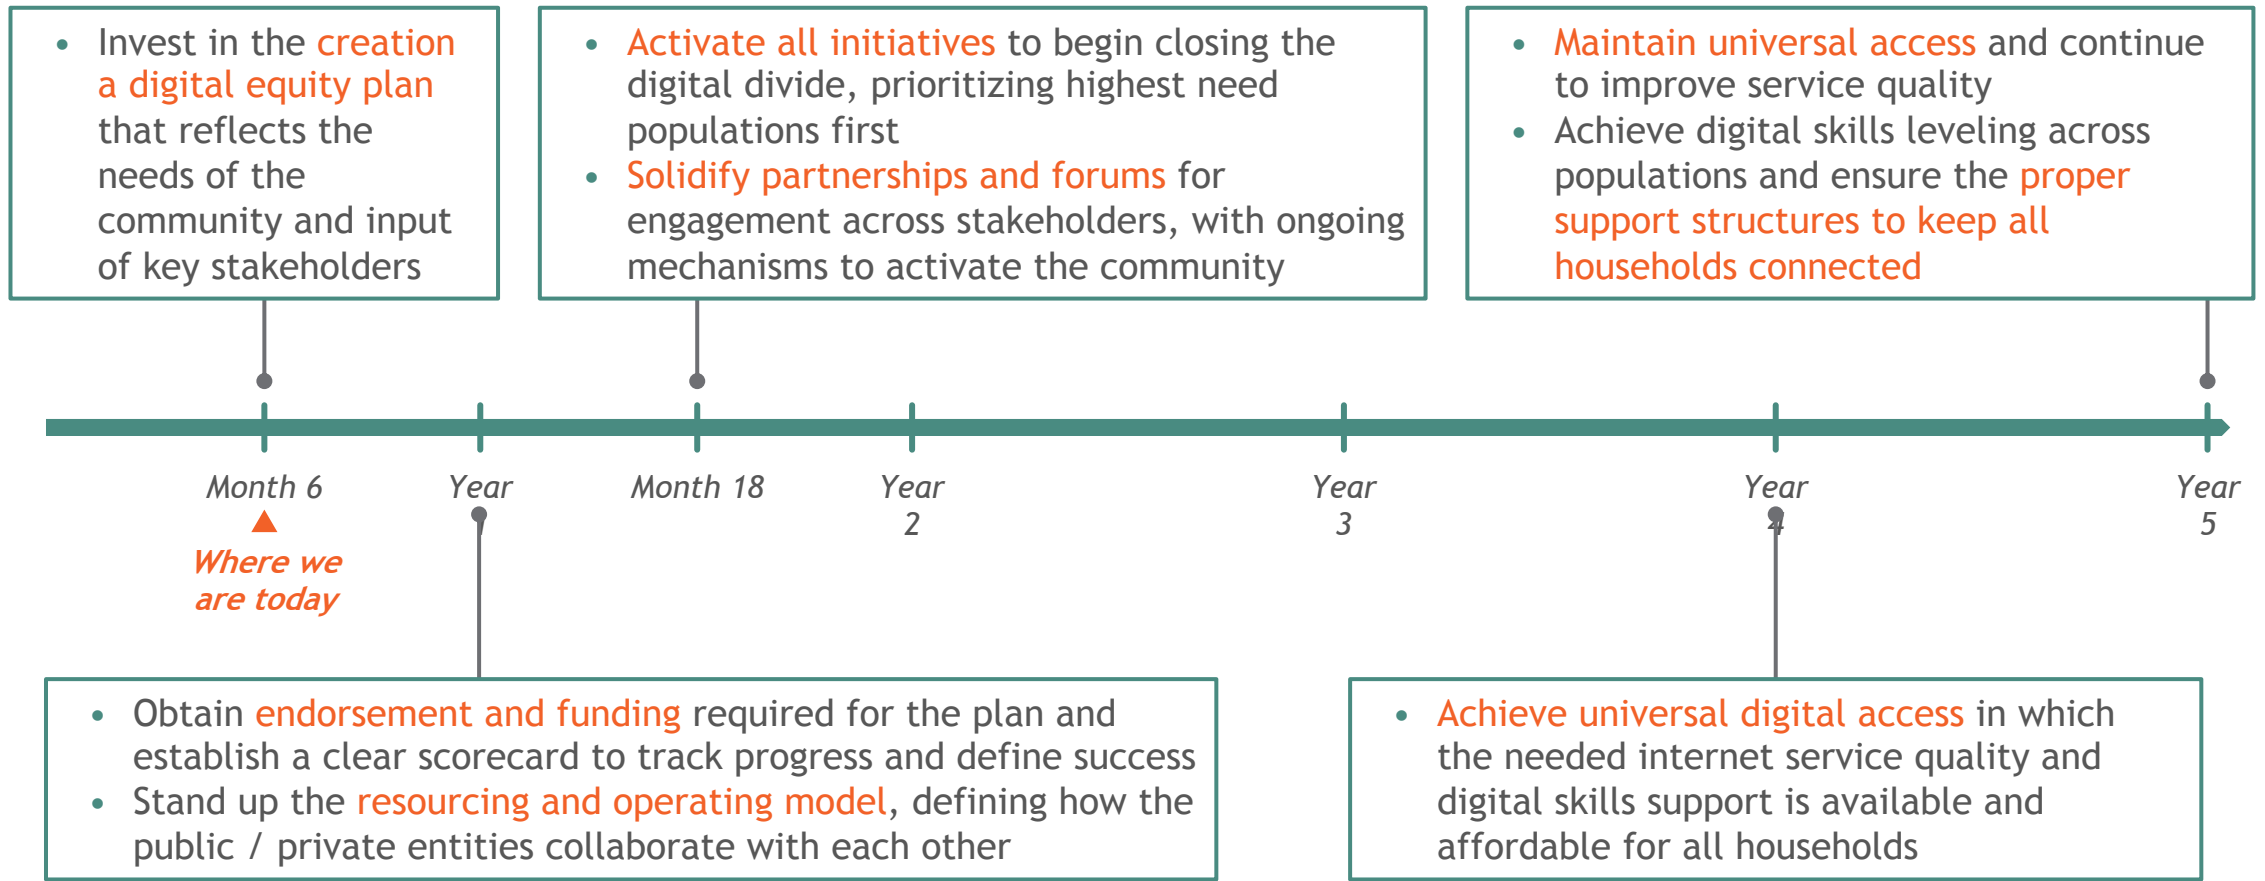 • Invest in the creation
a digital equity plan
that reflects the
needs of the
community and input
of key stakeholders
• Activate all initiatives to begin closing the
digital divide, prioritizing highest need
populations first
• Solidify partnerships and forums for
engagement across stakeholders, with ongoing
mechanisms to activate the community
• Maintain universal access and continue
to improve service quality
• Achieve digital skills leveling across
populations and ensure the proper
support structures to keep all
households connected
Month 6
Where we
are today
Year
Month 18
Year
2
Year
3
Year
4
Year
5
• Obtain endorsement and funding required for the plan and
establish a clear scorecard to track progress and define success
• Stand up the resourcing and operating model, defining how the
public / private entities collaborate with each other
• Achieve universal digital access in which
the needed internet service quality and
digital skills support is available and
affordable for all households